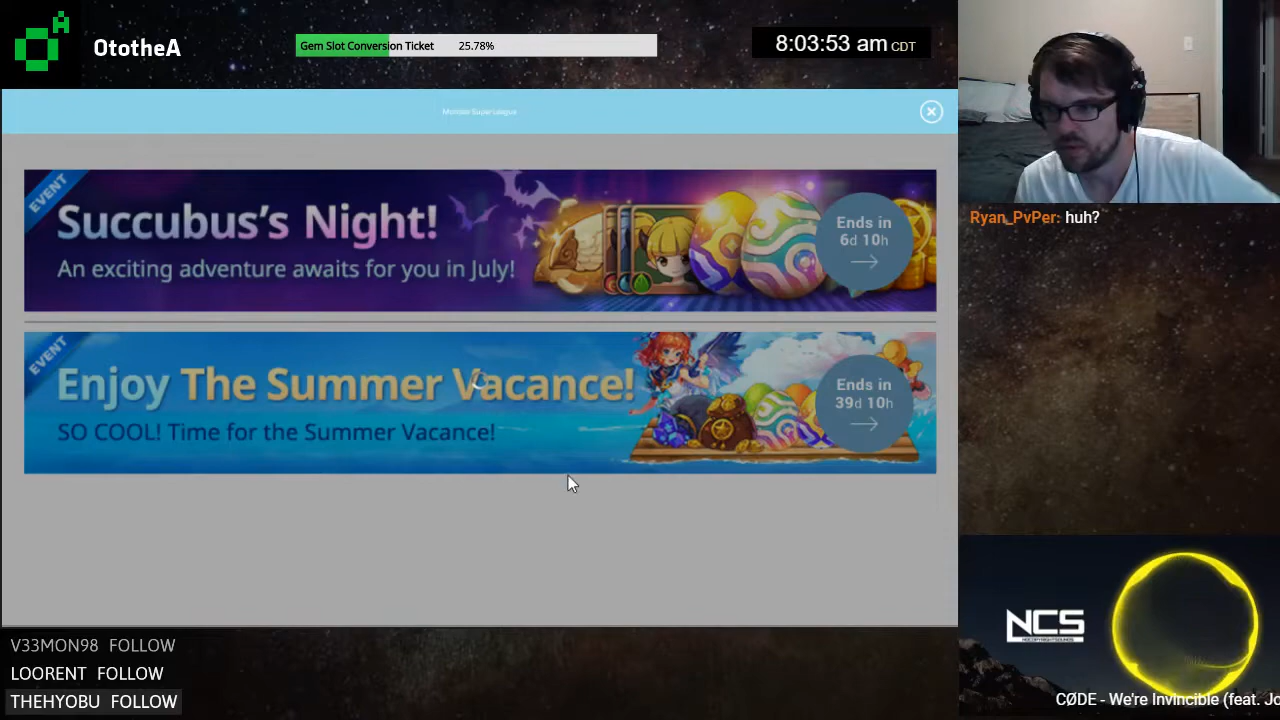 OtotheA
Gem Slot Conversion Ticket 25.78%
8:03:53 am CDT
Monster Super League
EVENT
Succubus's Night!
An exciting adventure awaits for you in July!
Ends in
6d 10h
EVENT
Enjoy The Summer Vacance!
SO COOL! Time for the Summer Vacance!
Ends in
39d 10h
Ryan_PvPer: huh?
V33MON98 FOLLOW
LOORENT FOLLOW
THEHYOBU FOLLOW
NCS
CØDE - We're Invincible (feat. Jo